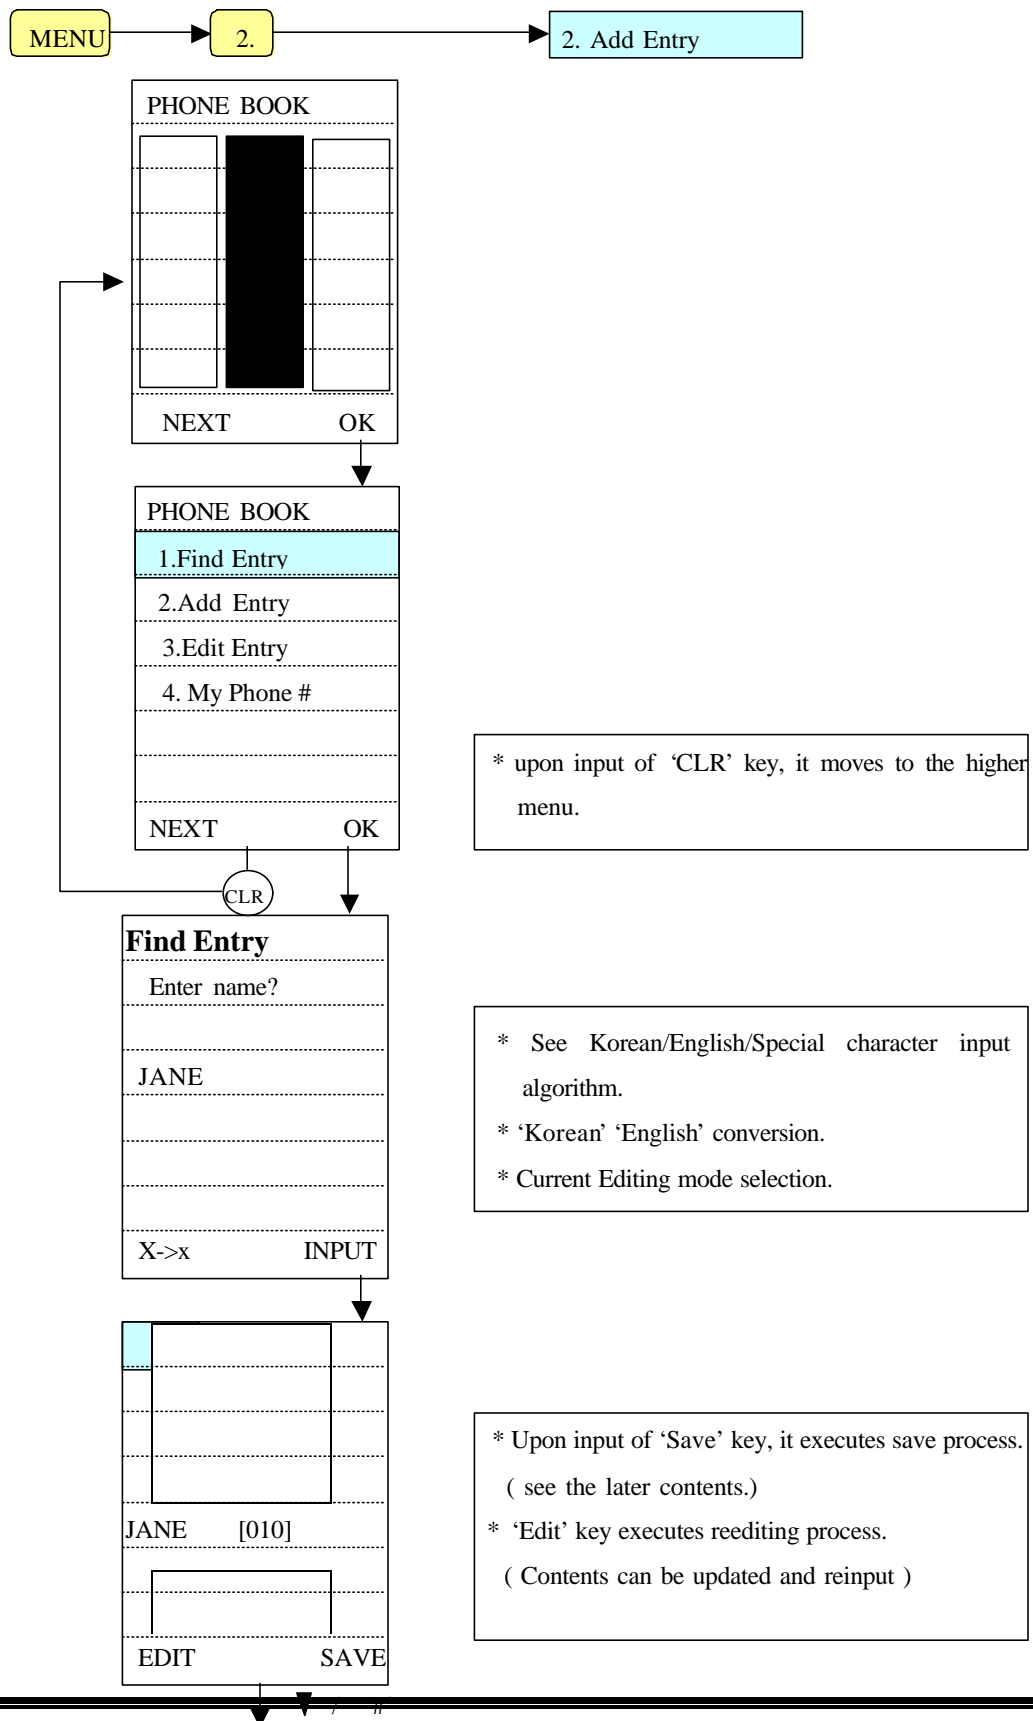 MENU 2. 2. Add Entry
PHONE BOOK
NEXT OK
PHONE BOOK
1.Find Entry
2.Add Entry
3.Edit Entry
4. My Phone #
NEXT OK
* upon input of ‘CLR’ key, it moves to the higher
menu.
CLR
Find Entry
Enter name?
JANE
X->x INPUT
* See Korean/English/Special character input
algorithm.
* ‘Korean’ ‘English’ conversion.
* Current Editing mode selection.
JANE [010]
EDIT SAVE
* Upon input of ‘Save’ key, it executes save process.
( see the later contents.)
* ‘Edit’ key executes reediting process.
( Contents can be updated and reinput )